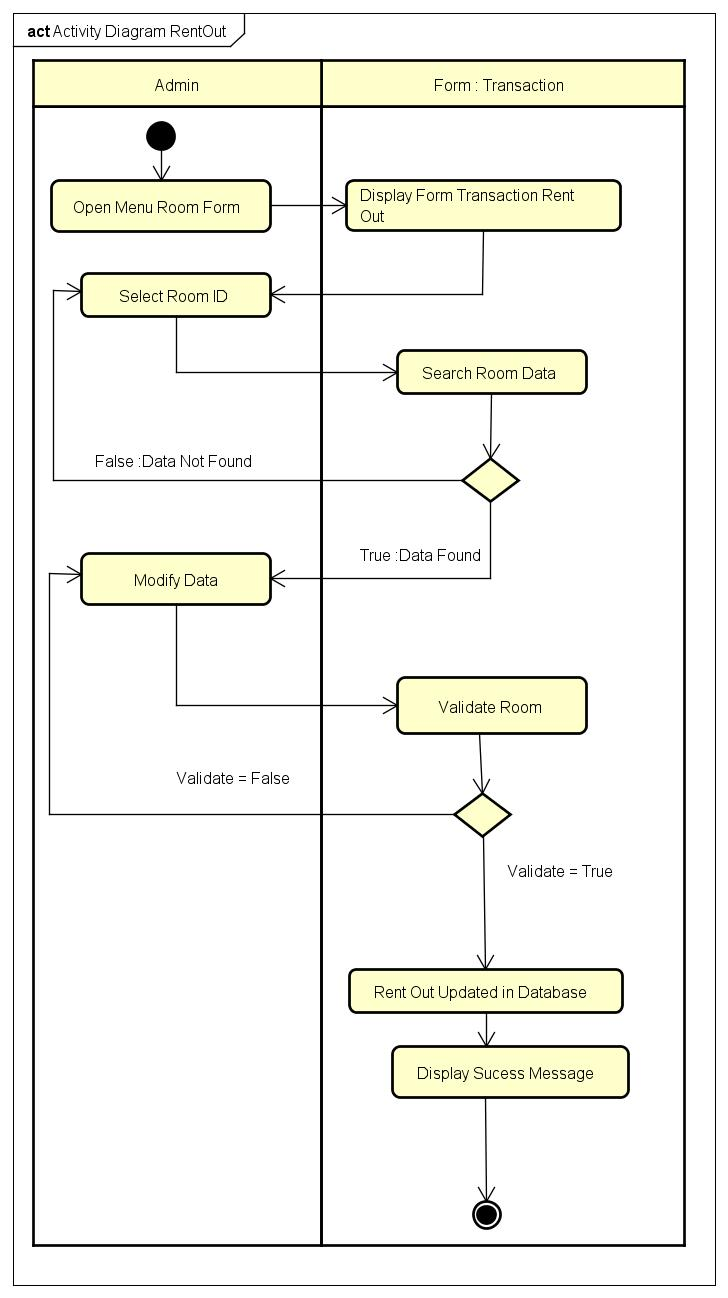 act Activity Diagram RentOut
Admin
Form : Transaction
Open Menu Room Form
Display Form Transaction Rent
Out
Select Room ID
Search Room Data
False :Data Not Found
True :Data Found
Modify Data
Validate Room
Validate = False
Validate = True
Rent Out Updated in Database
Display Sucess Message